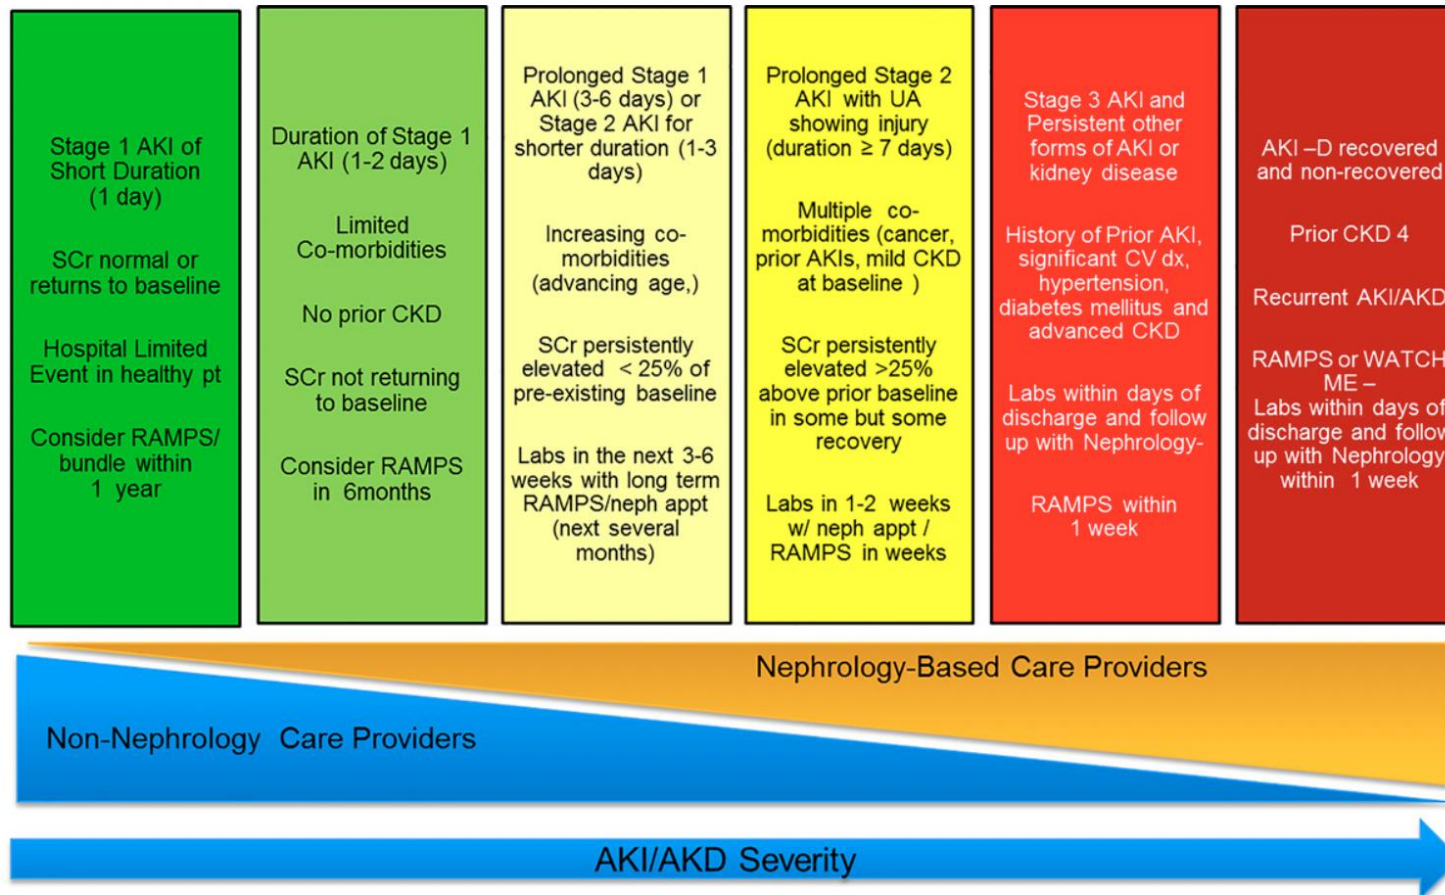 Stage 1 AKI of
Short Duration
(1 day)
SCr normal or
returns to baseline
Hospital Limited
Event in healthy pt
Consider RAMPS/
bundle within
1 year
Duration of Stage 1
AKI (1-2 days)
Limited
Co-morbidities
No prior CKD
SCr not returning
to baseline
Consider RAMPS
in 6months
Prolonged Stage 1
AKI (3-6 days) or
Stage 2 AKI for
shorter duration (1-3
days)
Increasing co-
morbidities
(advancing age,)
SCr persistently
elevated < 25% of
pre-existing baseline
Labs in the next 3-6
weeks with long term
RAMPS/neph appt
(next several
months)
Prolonged Stage 2
AKI with UA
showing injury
(duration ≥ 7 days)
Multiple co-
morbidities (cancer,
prior AKIs, mild CKD
at baseline )
SCr persistently
elevated >25%
above prior baseline
in some but some
recovery
Labs in 1-2 weeks
w/ neph appt /
RAMPS in weeks
Stage 3 AKI and
Persistent other
forms of AKI or
kidney disease
History of Prior AKI,
significant CV dx,
hypertension,
diabetes mellitus and
advanced CKD
Labs within days of
discharge and follow
up with Nephrology-
RAMPS within
1 week
AKI –D recovered
and non-recovered
Prior CKD 4
Recurrent AKI/AKD
RAMPS or WATCH
ME –
Labs within days of
discharge and follow
up with Nephrology
within 1 week
Nephrology-Based Care Providers
Non-Nephrology Care Providers
AKI/AKD Severity